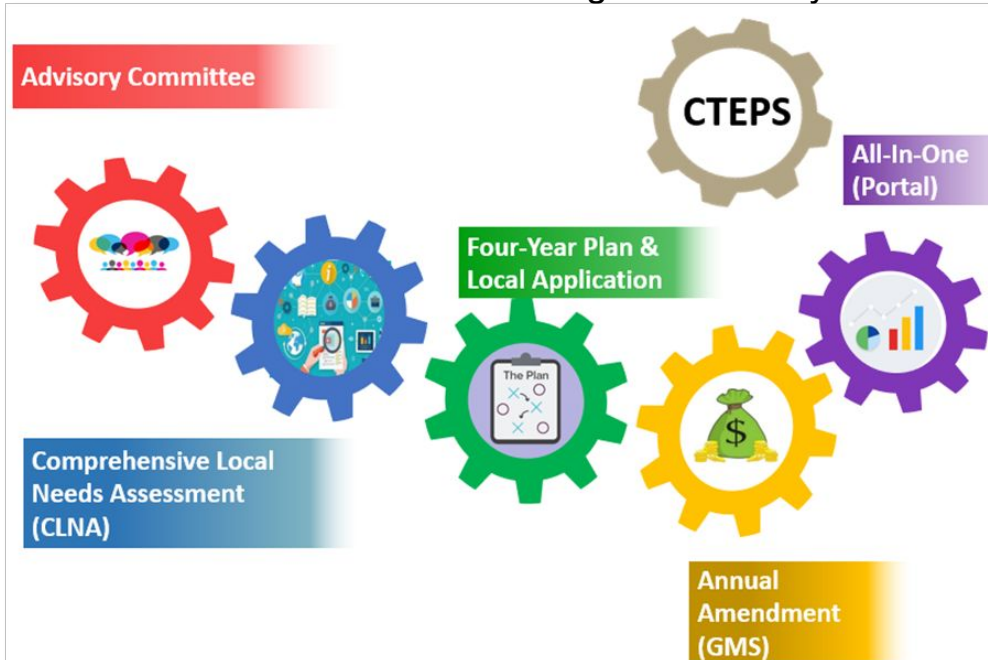 Advisory Committee
CTEPS
All-In-One
(Portal)
Four-Year Plan &
Local Application
The Plan
$
Comprehensive Local
Needs Assessment
(CLNA)
Annual
Amendment
(GMS)